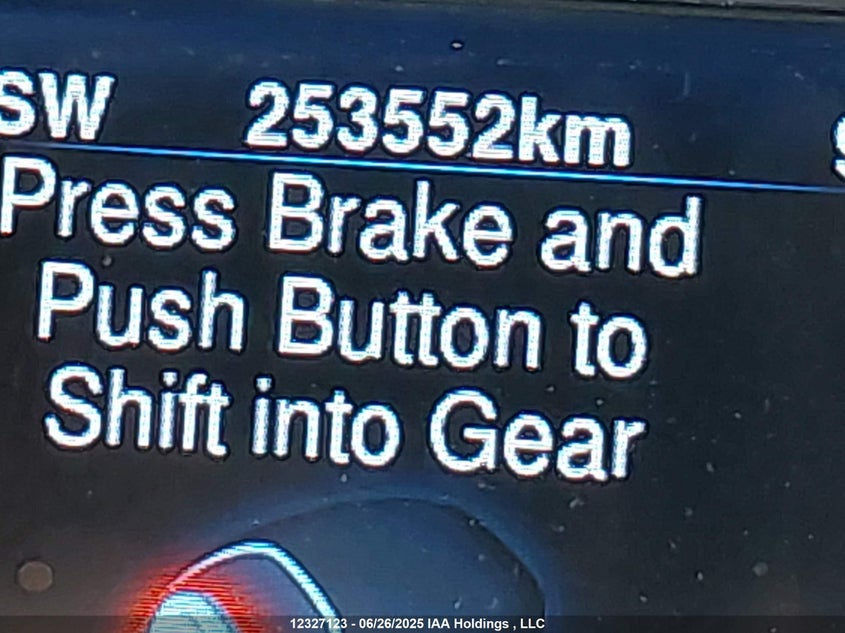 SW 253552km
Press Brake and
Push Button to
Shift into Gear
12327123 - 06/26/2025 IAA Holdings , LLC